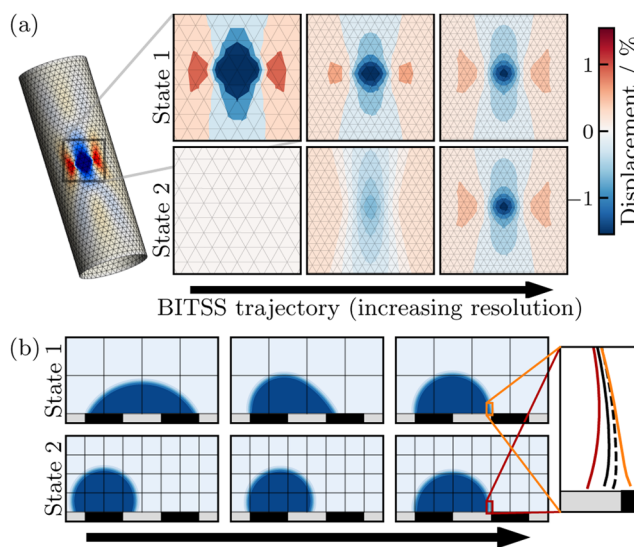 (a)
State 1
State 2
1
0
−1
Displacement / %
BITSS trajectory (increasing resolution)
(b)
State 1
State 2